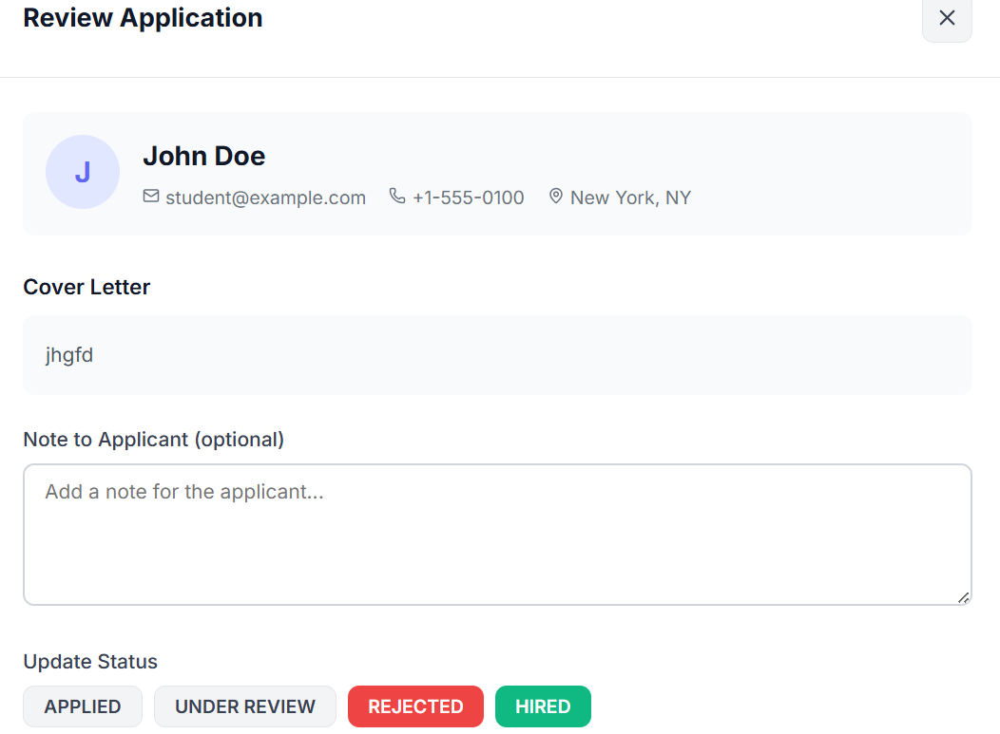 Review Application
J
John Doe
student@example.com +1-555-0100 New York, NY
Cover Letter
jhgfd
Note to Applicant (optional)
Add a note for the applicant...
Update Status
APPLIED UNDER REVIEW REJECTED HIRED